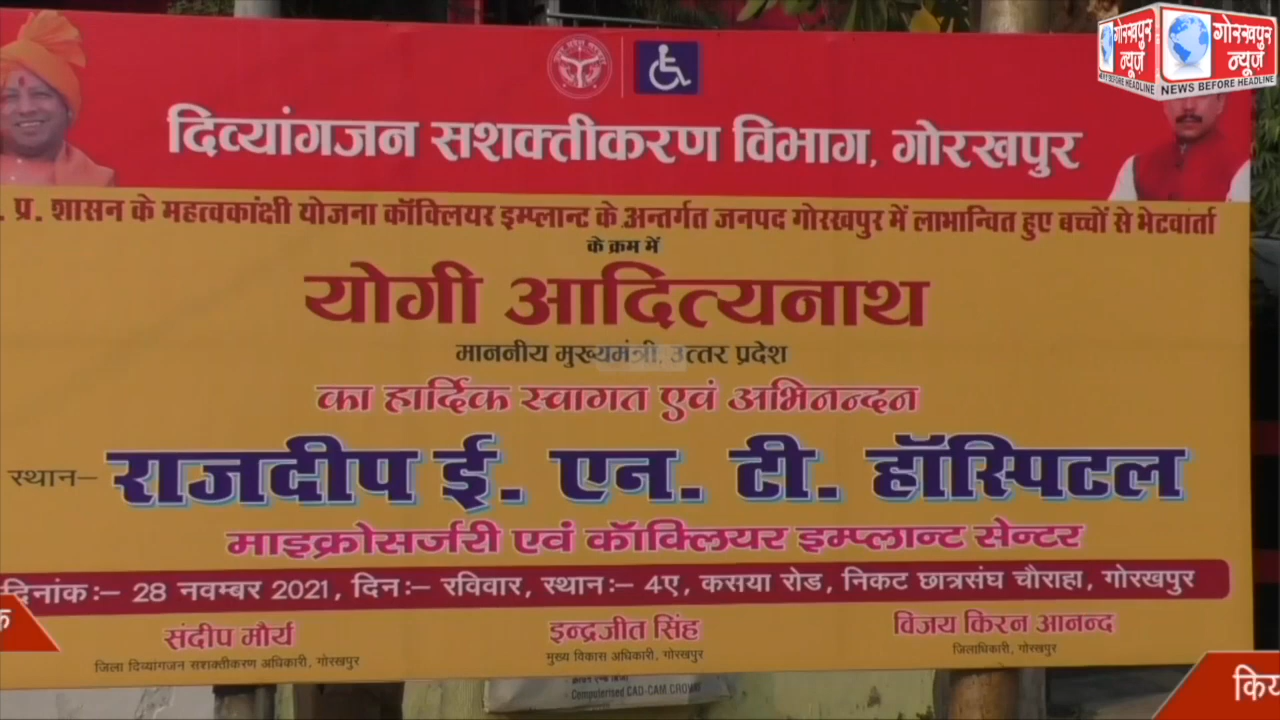 गोरखपुर न्यूज़
गोरखपुर न्यूज़
NEWS BEFORE HEADLINE
दिव्यांगजन सशक्तीकरण विभाग, गोरखपुर
प्र. शासन के महत्वकांक्षी योजना कॉक्लियर इम्प्लान्ट के अन्तर्गत जनपद गोरखपुर में लाभान्वित हुए बच्चों से भेटवार्ता
के क्रम में
योगी आदित्यनाथ
माननीय मुख्यमंत्री, उत्तर प्रदेश
का हार्दिक स्वागत एवं अभिनन्दन
स्थान– राजदीप ई. एन. टी. हॉस्पिटल
माइक्रोसर्जरी एवं कॉक्लियर इम्प्लान्ट सेन्टर
दिनांक:– 28 नवम्बर 2021, दिन:– रविवार, स्थान:– 4ए, कसया रोड, निकट छात्रसंघ चौराहा, गोरखपुर
संदीप मौर्य इन्द्रजीत सिंह विजय किरन आनन्द
जिला दिव्यांगजन सशक्तीकरण अधिकारी, गोरखपुर मुख्य विकास अधिकारी, गोरखपुर जिलाधिकारी, गोरखपुर
- Computerised CAD-CAM CROWN
किय